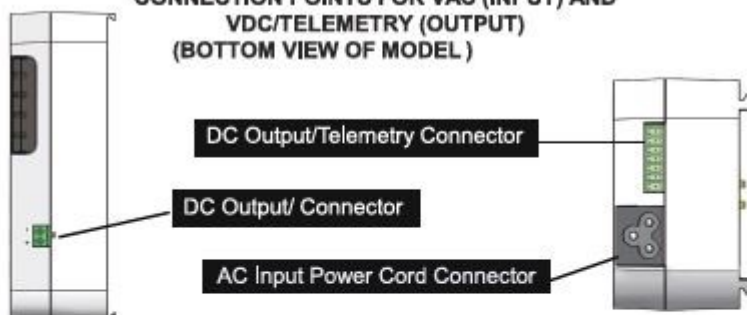 CONNECTION POINTS FOR VAC (INPUT) AND
VDC/TELEMETRY (OUTPUT)
(BOTTOM VIEW OF MODEL )
DC Output/Telemetry Connector
DC Output/ Connector
AC Input Power Cord Connector